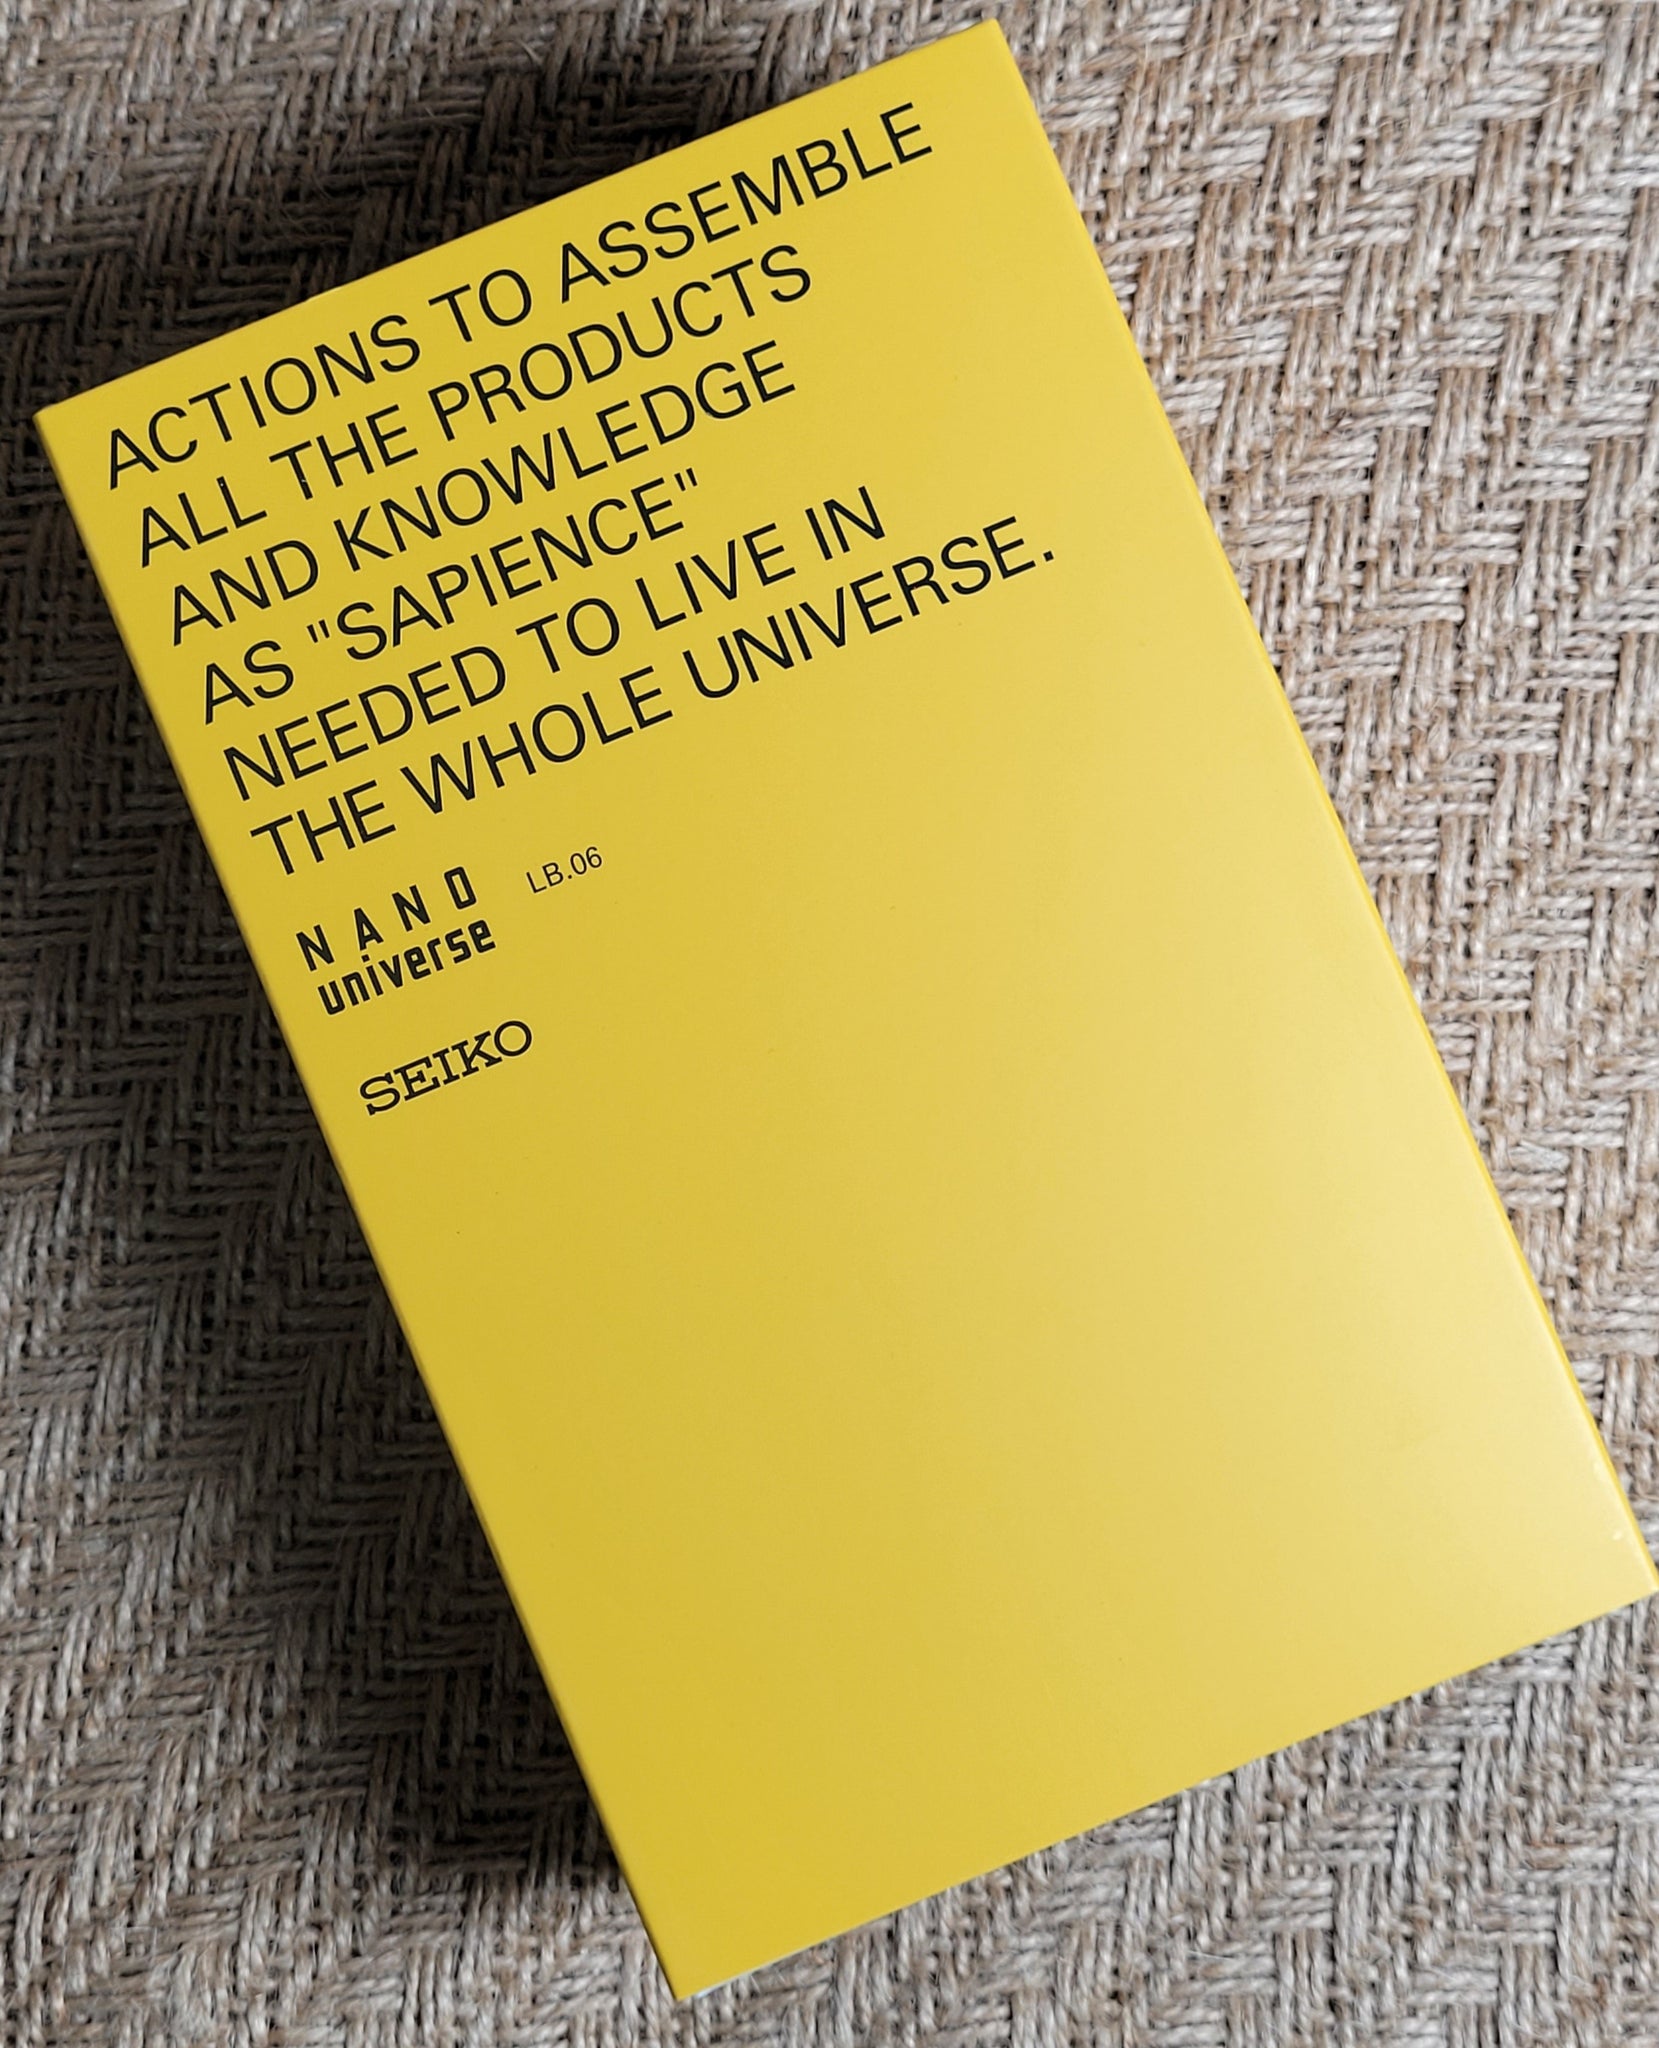 ACTIONS TO ASSEMBLE
ALL THE PRODUCTS
AND KNOWLEDGE
AS "SAPIENCE"
NEEDED TO LIVE IN
THE WHOLE UNIVERSE.
NANO LB.06
universe
SEIKO